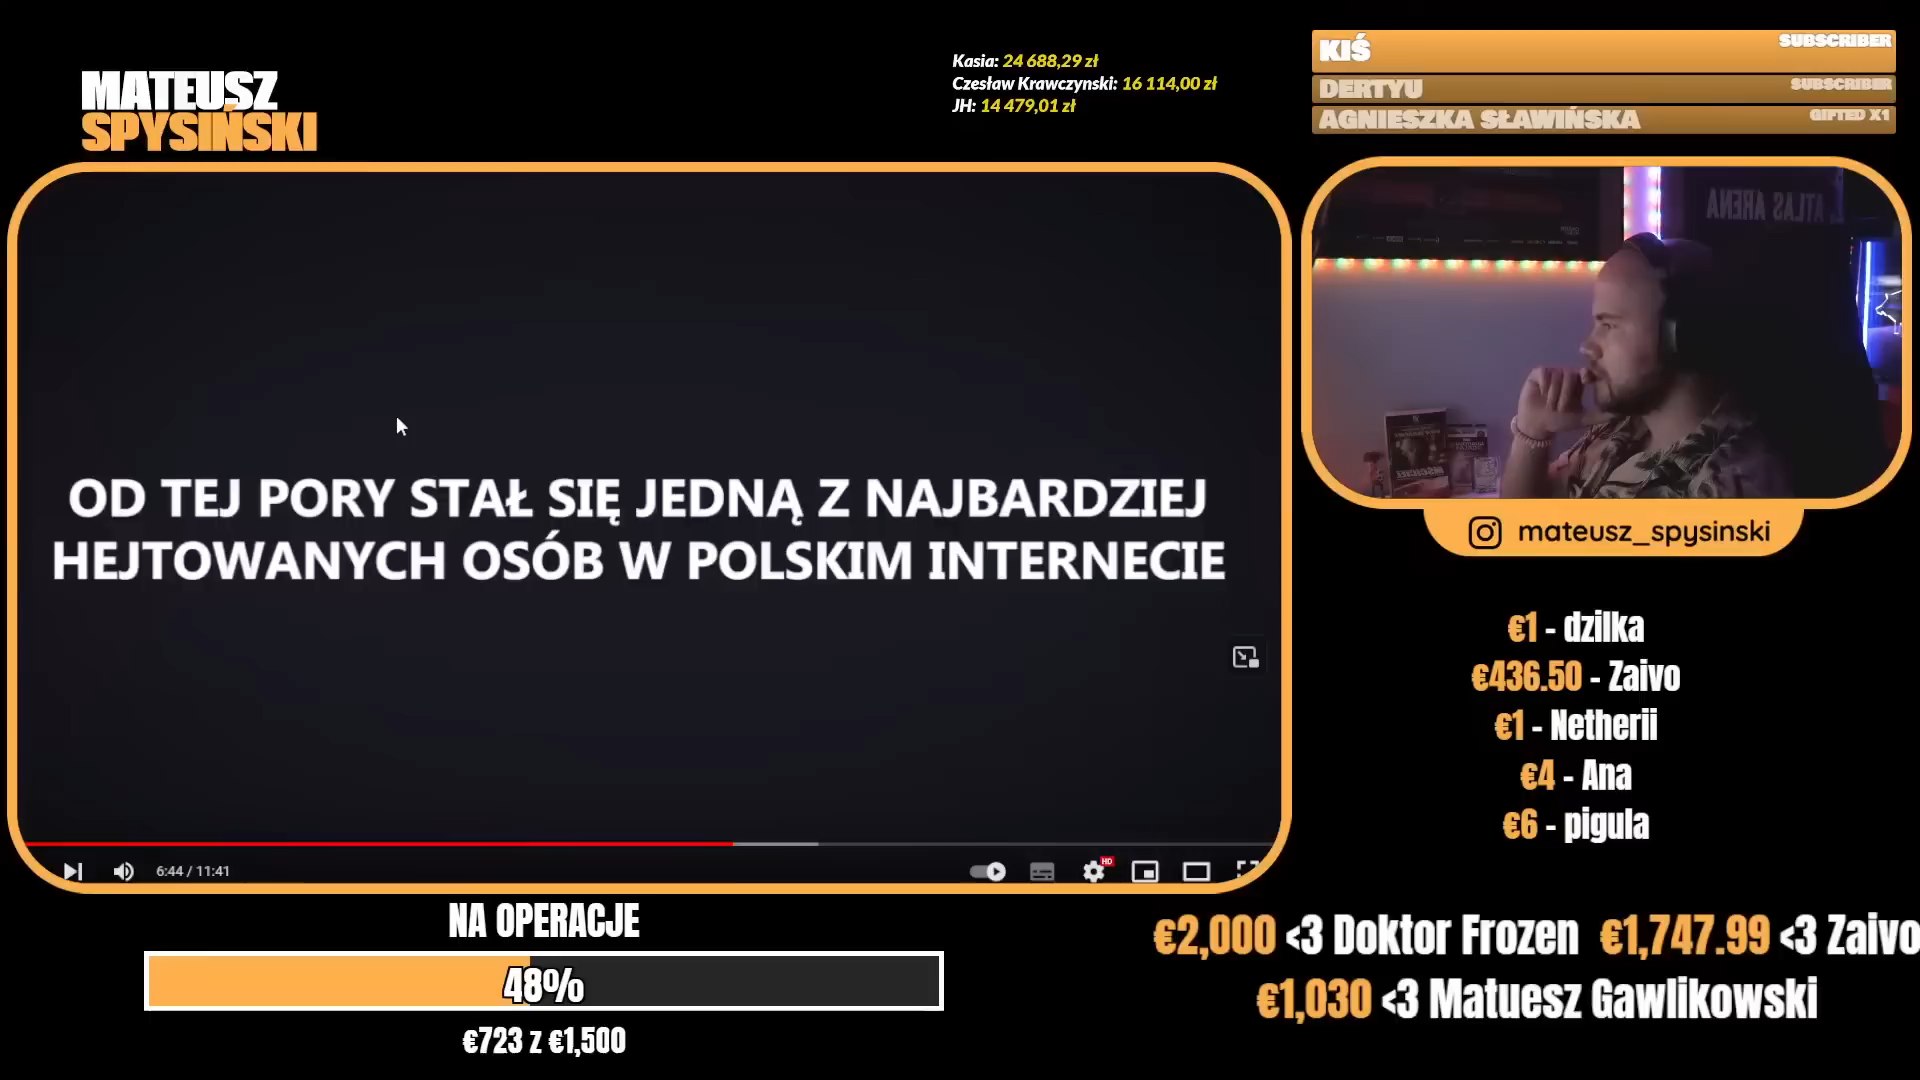 MATEUSZ
SPYSIŃSKI
Kasia: 24 688,29 zł
Czesław Krawczynski: 16 114,00 zł
JH: 14 479,01 zł
KIŚ SUBSCRIBER
DERTYU SUBSCRIBER
AGNIESZKA SŁAWIŃSKA GIFTED X1
ATLAS ARENA
OD TEJ PORY STAŁ SIĘ JEDNĄ Z NAJBARDZIEJ
HEJTOWANYCH OSÓB W POLSKIM INTERNECIE
mateusz_spysinski
€1 - dzilka
€436.50 - Zaivo
€1 - Netherii
€4 - Ana
€6 - pigula
6:44 / 11:41
HD
NA OPERACJE
48%
€723 z €1,500
€2,000 <3 Doktor Frozen €1,747.99 <3 Zaivo
€1,030 <3 Matuesz Gawlikowski